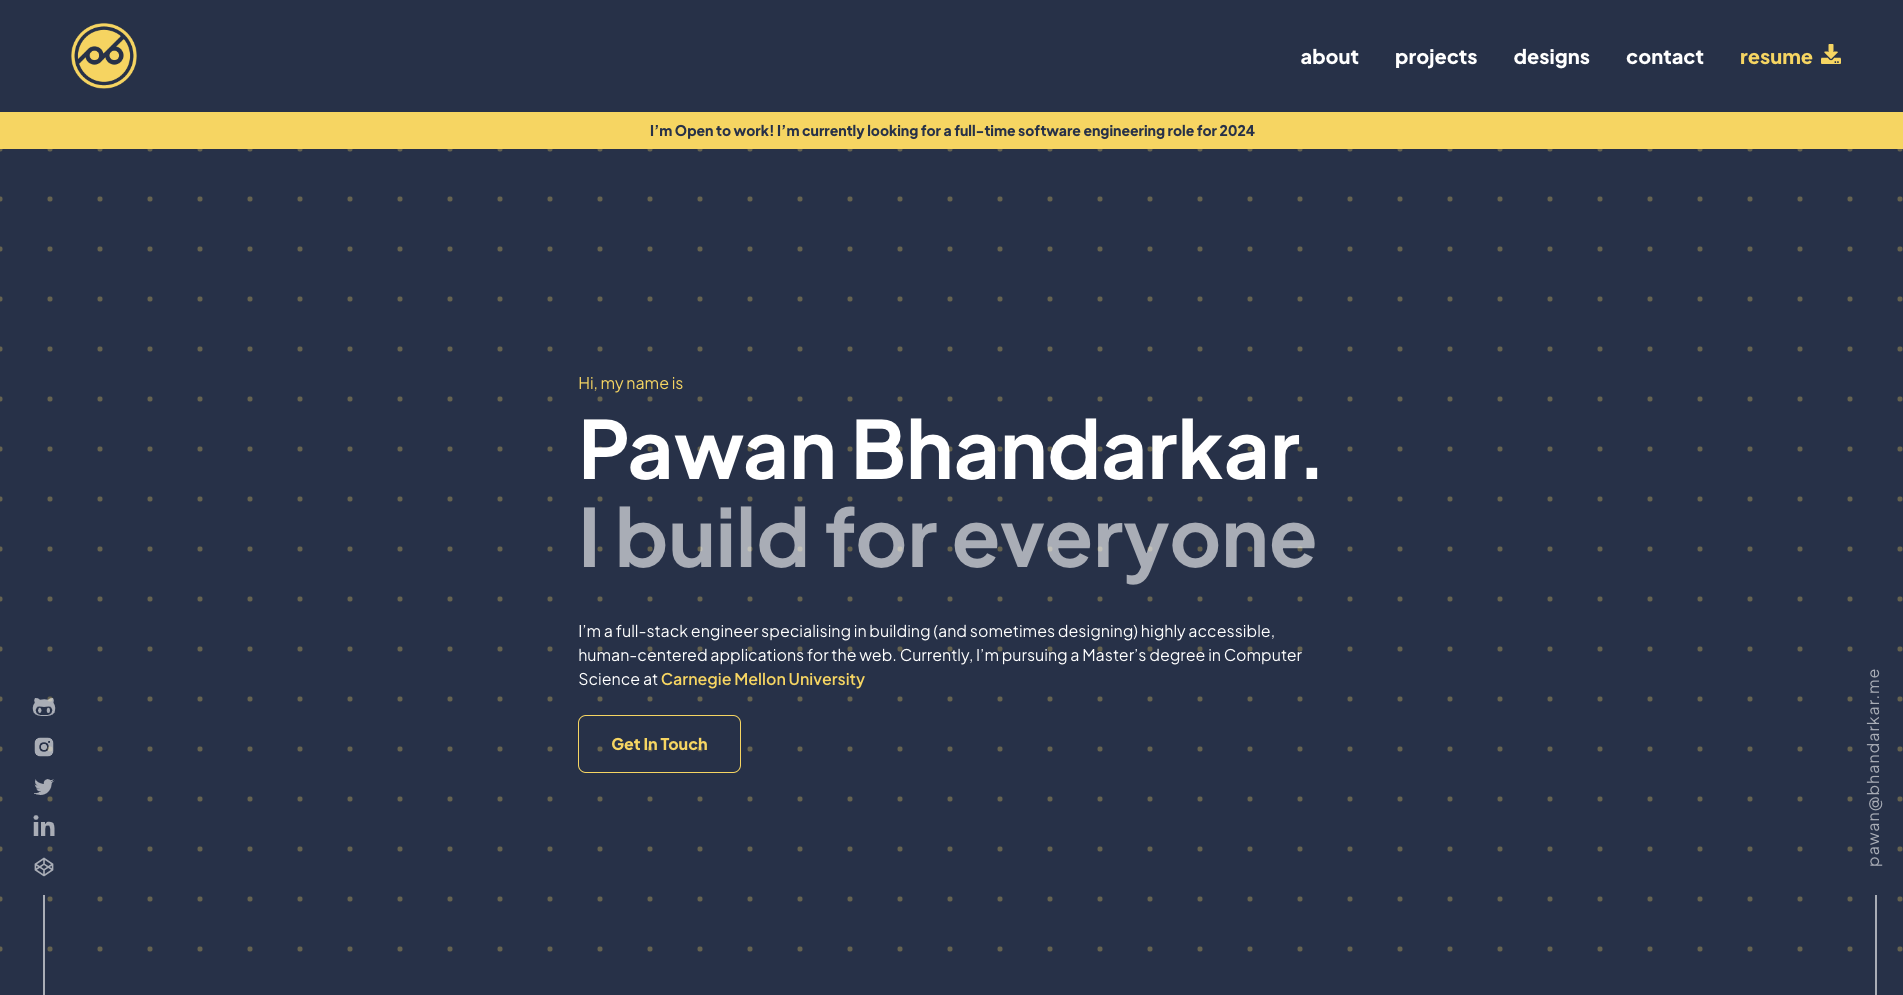 about projects designs contact resume
I’m Open to work! I’m currently looking for a full-time software engineering role for 2024
Hi, my name is
Pawan Bhandarkar.
I build for everyone
I’m a full-stack engineer specialising in building (and sometimes designing) highly accessible,
human-centered applications for the web. Currently, I’m pursuing a Master’s degree in Computer
Science at Carnegie Mellon University
Get In Touch
in
pawan@bhandarkar.me